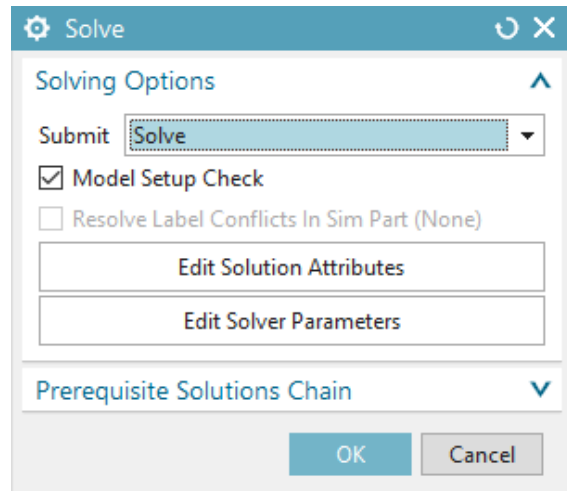 Solve
Solving Options
Submit Solve
Model Setup Check
Resolve Label Conflicts In Sim Part (None)
Edit Solution Attributes
Edit Solver Parameters
Prerequisite Solutions Chain
OK Cancel